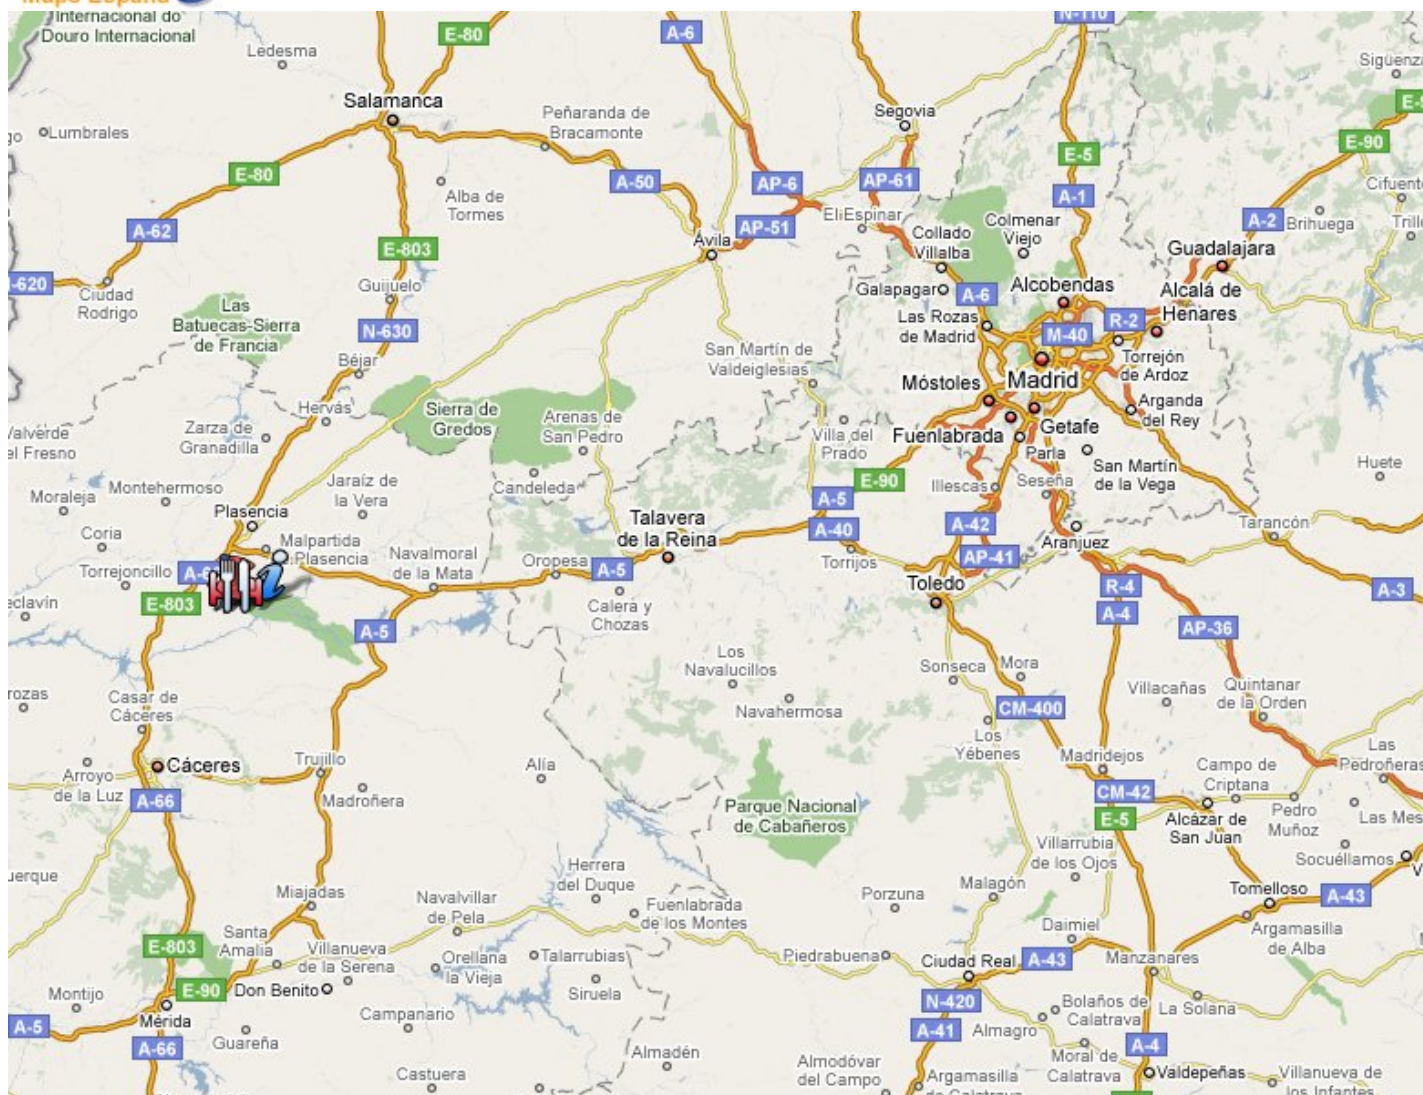 Maps España
Internacional do
Douro Internacional
E-80
A-6
N-110
Ledesma
Sigüenza
Salamanca
Peñaranda de
Bracamonte
Segovia
Lumbrales
E-5
E-90
E-80
A-50
AP-6
AP-61
A-1
Alba de
Tormes
A-62
AP-51
El Espinar
Colmenar
Viejo
A-2
Brihuega
Ávila
Collado
Villalba
Guadalajara
E-803
Ciudad
Rodrigo
Guijuelo
Galapagar
A-6
Alcobendas
Alcalá de
Henares
Las
Batuecas-Sierra
de Francia
N-630
Las Rozas
de Madrid
M-40
R-2
Béjar
San Martín de
Valdeiglesias
Torrejón
de Ardoz
Móstoles
Madrid
Hervás
Sierra de
Gredos
Arenas de
San Pedro
Arganda
del Rey
Valverde
el Fresno
Zarza de
Granadilla
Villa del
Prado
Fuenlabrada
Getafe
Parla
San Martín
de la Vega
Huete
Moraleja
Montehermoso
Jaraíz de
la Vera
Candeleda
E-90
Illescas
Seseña
Plasencia
Talavera
de la Reina
A-5
A-40
A-42
Tarancón
Coria
Malpartida
Plasencia
Navalmoral
de la Mata
Oropesa
A-5
Torrijos
AP-41
Aranjuez
Torrejoncillo
Toledo
R-4
A-3
E-803
Calera y
Chozas
A-4
A-5
AP-36
Los
Navalucillos
Sonseca
Mora
Casar de
Cáceres
Navahermosa
CM-400
Villacañas
Quintanar
de la Orden
Los
Yébenes
Madridejos
Las
Pedroñeras
Cáceres
Trujillo
Alía
Campo de
Criptana
Arroyo
de la Luz
A-66
Madroñera
CM-42
Pedro
Muñoz
Parque Nacional
de Cabañeros
E-5
Alcázar de
San Juan
Las Mes
Villarrubia
de los Ojos
Socuéllamos
Herrera
del Duque
Malagón
Tomelloso
A-43
Miajadas
Navalvillar
de Pela
Fuenlabrada
de los Montes
Porzuna
Daimiel
Argamasilla
de Alba
E-803
Santa
Amalia
Villanueva
de la Serena
Orellana
la Vieja
Talarrubias
Piedrabuena
Ciudad Real
A-43
Manzanares
E-90
Don Benito
Siruela
N-420
Bolaños de
Calatrava
La Solana
Montijo
Mérida
Campanario
A-5
A-41
Almagro
A-66
Guareña
Almadén
Almodóvar
del Campo
Moral de
Calatrava
A-4
Castuera
Argamasilla
de Calatrava
Valdepeñas
Villanueva de
los Infantes